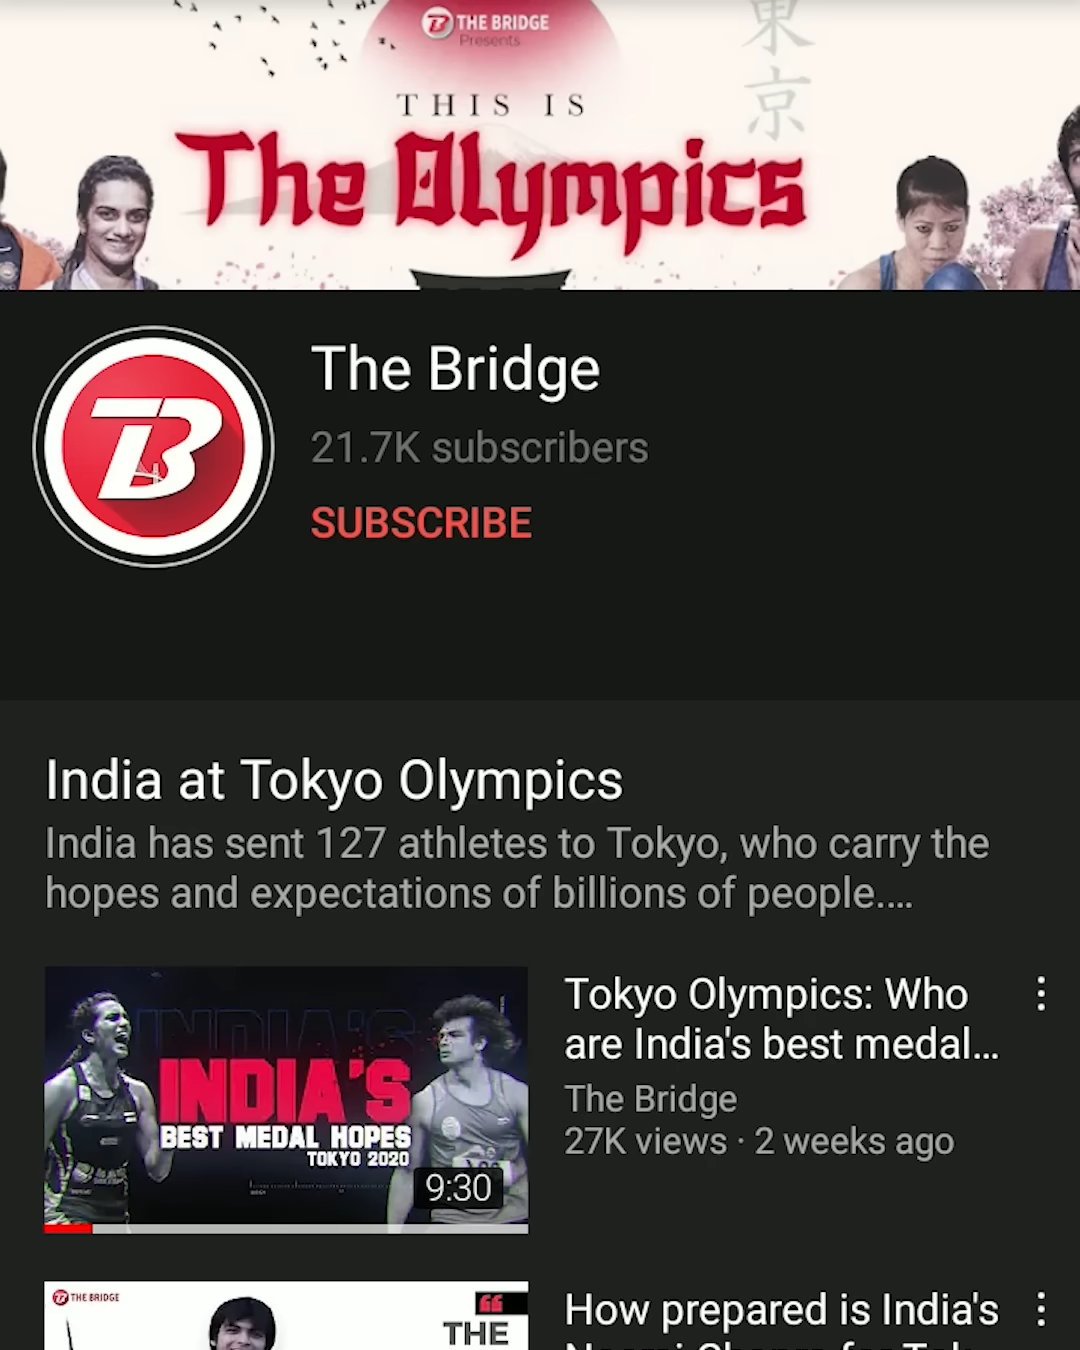 THE BRIDGE
Presents
東
京
THIS IS
The Olympics
The Bridge
21.7K subscribers
SUBSCRIBE
India at Tokyo Olympics
India has sent 127 athletes to Tokyo, who carry the
hopes and expectations of billions of people....
INDIA'S
INDIA'S
BEST MEDAL HOPES
TOKYO 2020
9:30
Tokyo Olympics: Who
are India's best medal...
The Bridge
27K views · 2 weeks ago
THE BRIDGE
THE
How prepared is India's